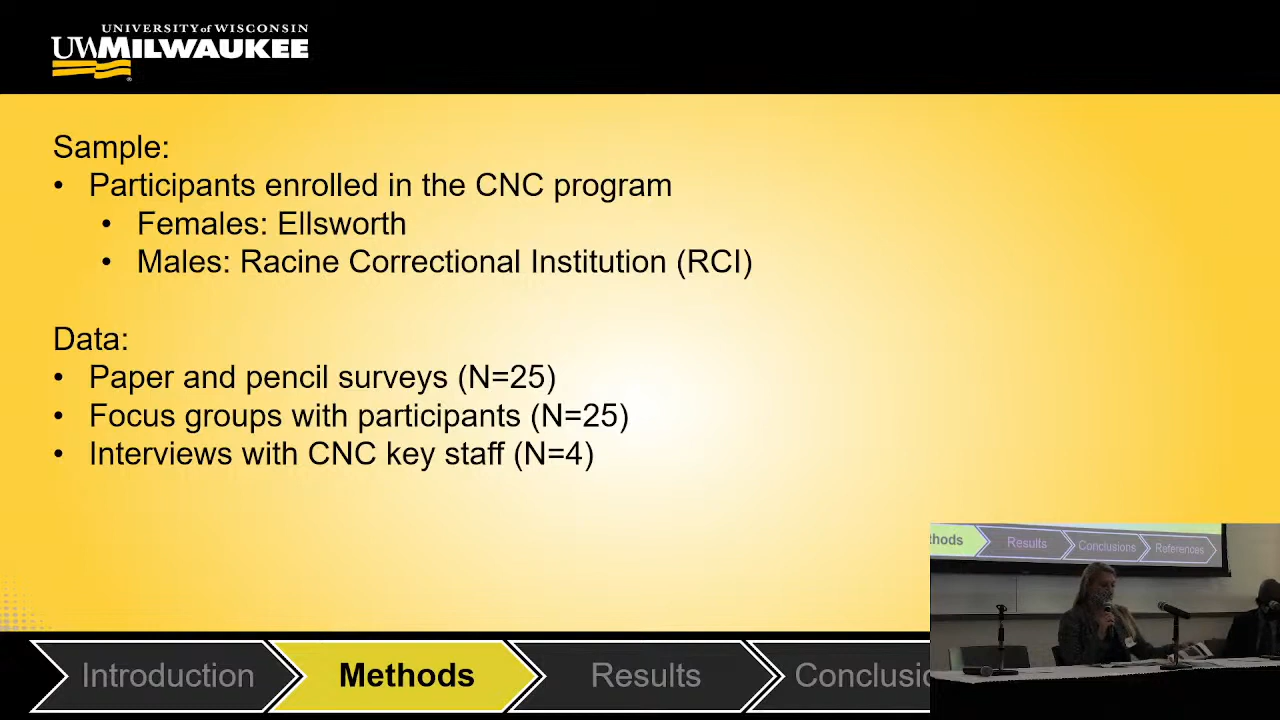 UNIVERSITY of WISCONSIN
UWMILWAUKEE
Sample:
• Participants enrolled in the CNC program
• Females: Ellsworth
• Males: Racine Correctional Institution (RCI)
Data:
• Paper and pencil surveys (N=25)
• Focus groups with participants (N=25)
• Interviews with CNC key staff (N=4)
thods Results Conclusions References
Introduction Methods Results Conclusio